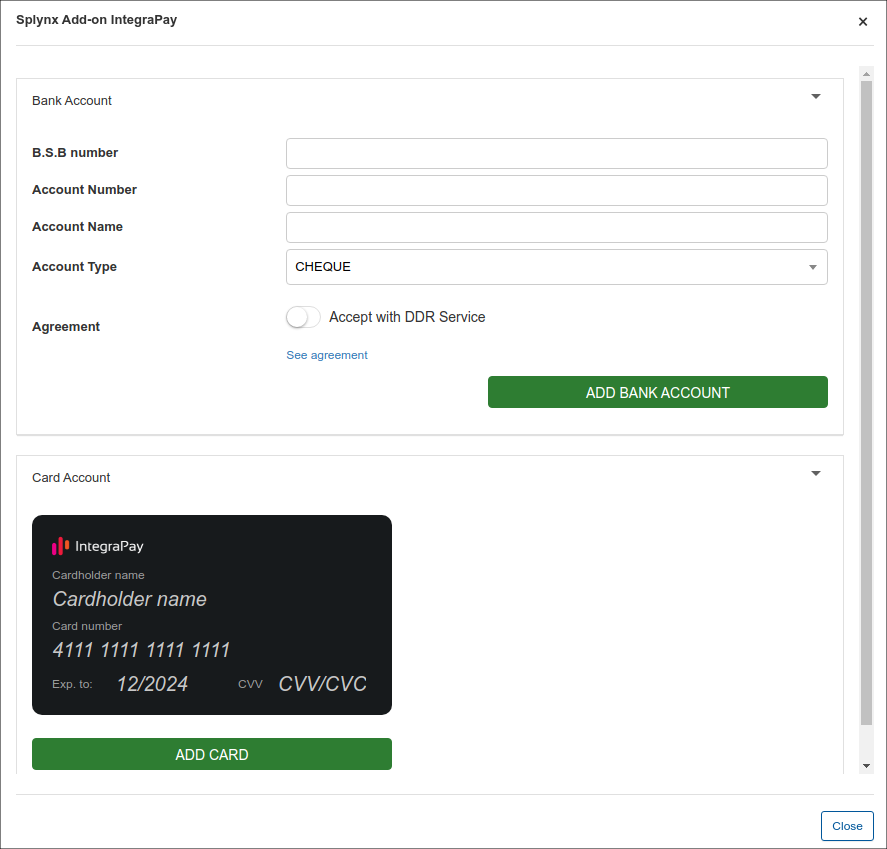 Splynx Add-on IntegraPay
×
Bank Account
B.S.B number
Account Number
Account Name
Account Type CHEQUE
Agreement Accept with DDR Service
See agreement
ADD BANK ACCOUNT
Card Account
IntegraPay
Cardholder name
Cardholder name
Card number
4111 1111 1111 1111
Exp. to: 12/2024 CVV CVV/CVC
ADD CARD
Close